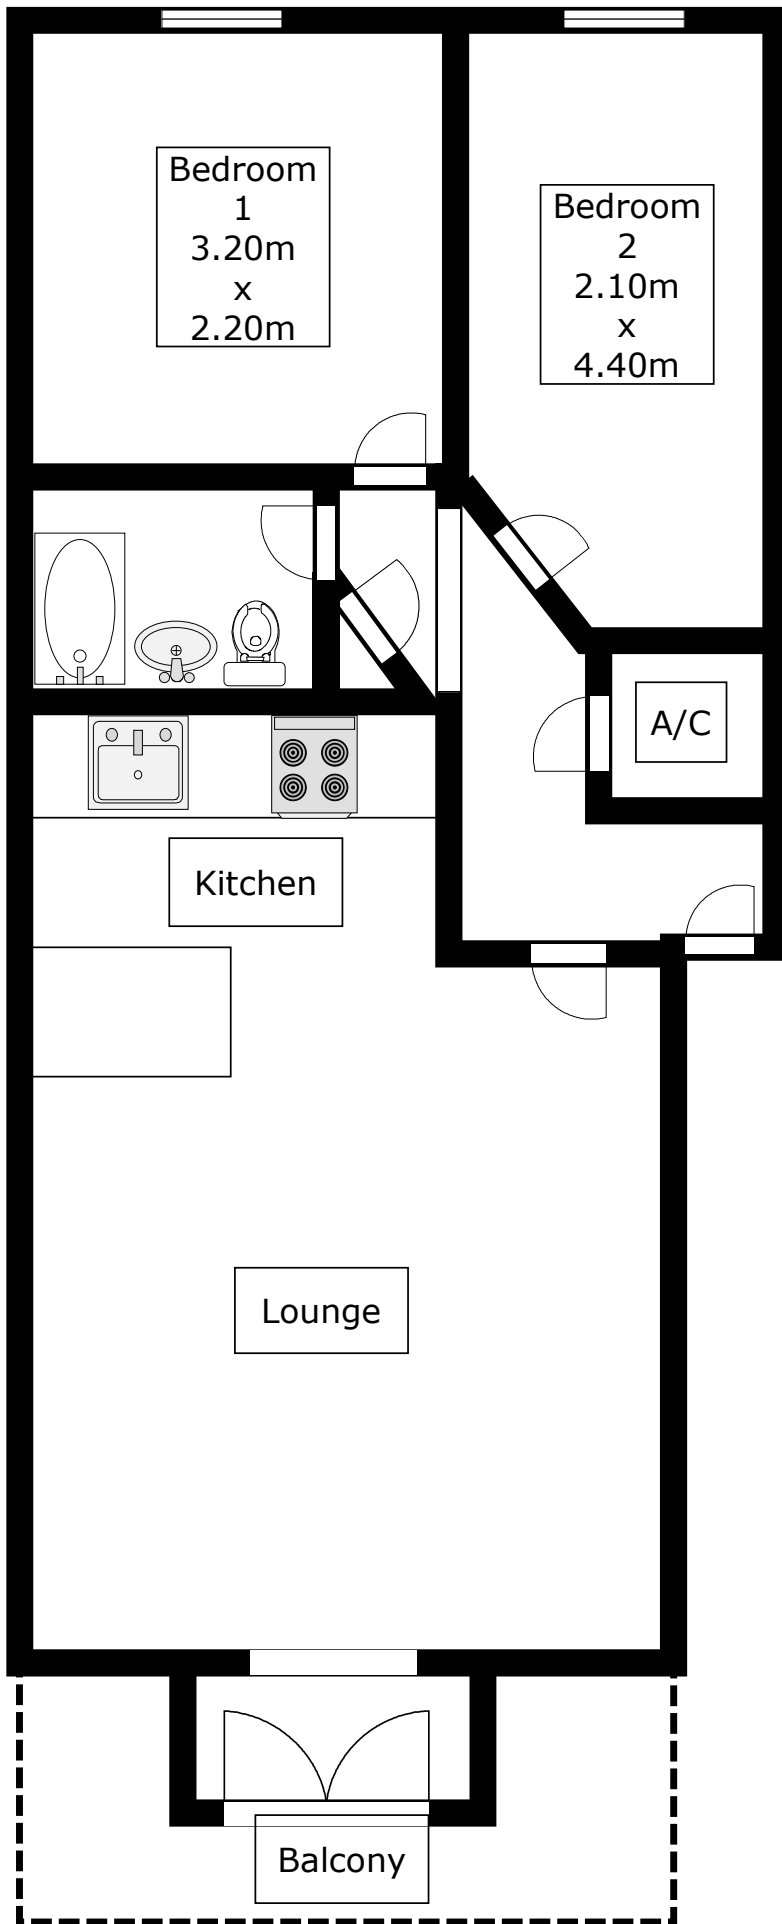 Bedroom
1
3.20m
x
2.20m
Bedroom
2
2.10m
x
4.40m
A/C
Kitchen
Lounge
Balcony